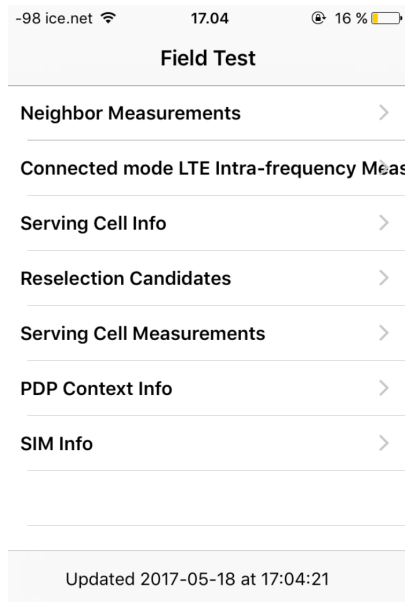 -98 ice.net 17.04 16 %
Field Test
Neighbor Measurements
Connected mode LTE Intra-frequency Meas
Serving Cell Info
Reselection Candidates
Serving Cell Measurements
PDP Context Info
SIM Info
Updated 2017-05-18 at 17:04:21